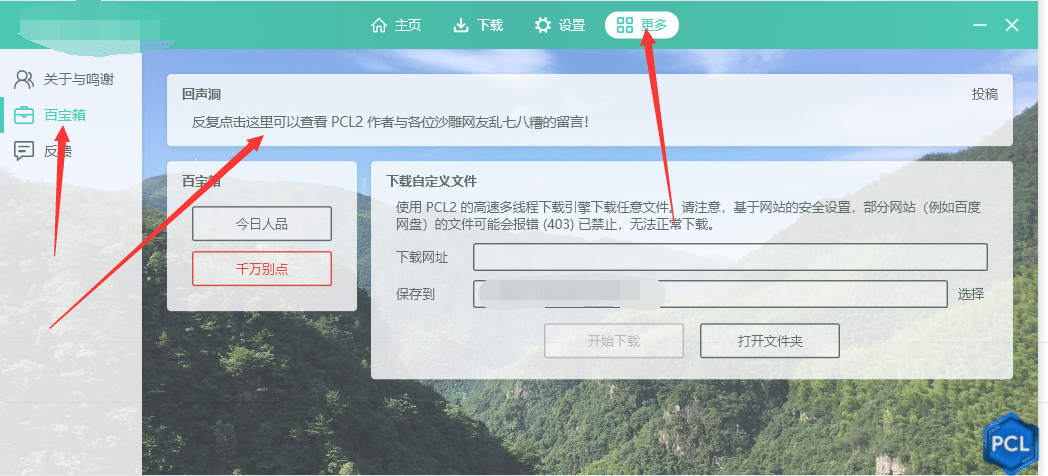 主页
下载
设置
更多
关于与鸣谢
百宝箱
反馈
回声洞
投稿
反复点击这里可以查看 PCL2 作者与各位沙雕网友乱七八糟的留言!
百宝箱
今日人品
千万别点
下载自定义文件
使用 PCL2 的高速多线程下载引擎下载任意文件。请注意，基于网站的安全设置，部分网站（例如百度
网盘）的文件可能会报错 (403) 已禁止，无法正常下载。
下载网址
保存到
选择
开始下载
打开文件夹
PCL